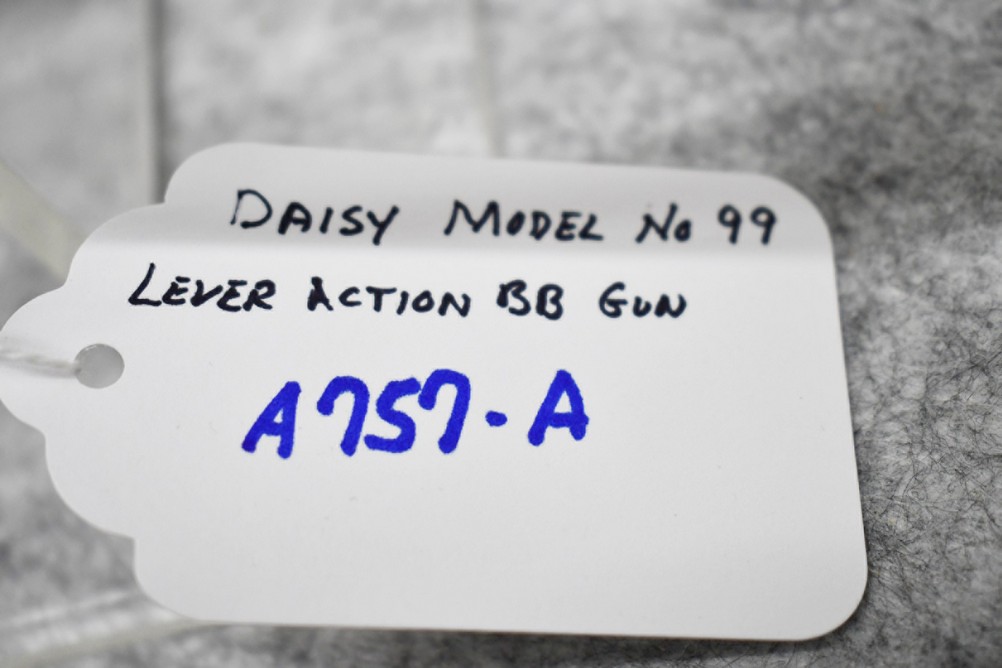 DAISY MODEL No 99
LEVER ACTION BB GUN
A757-A